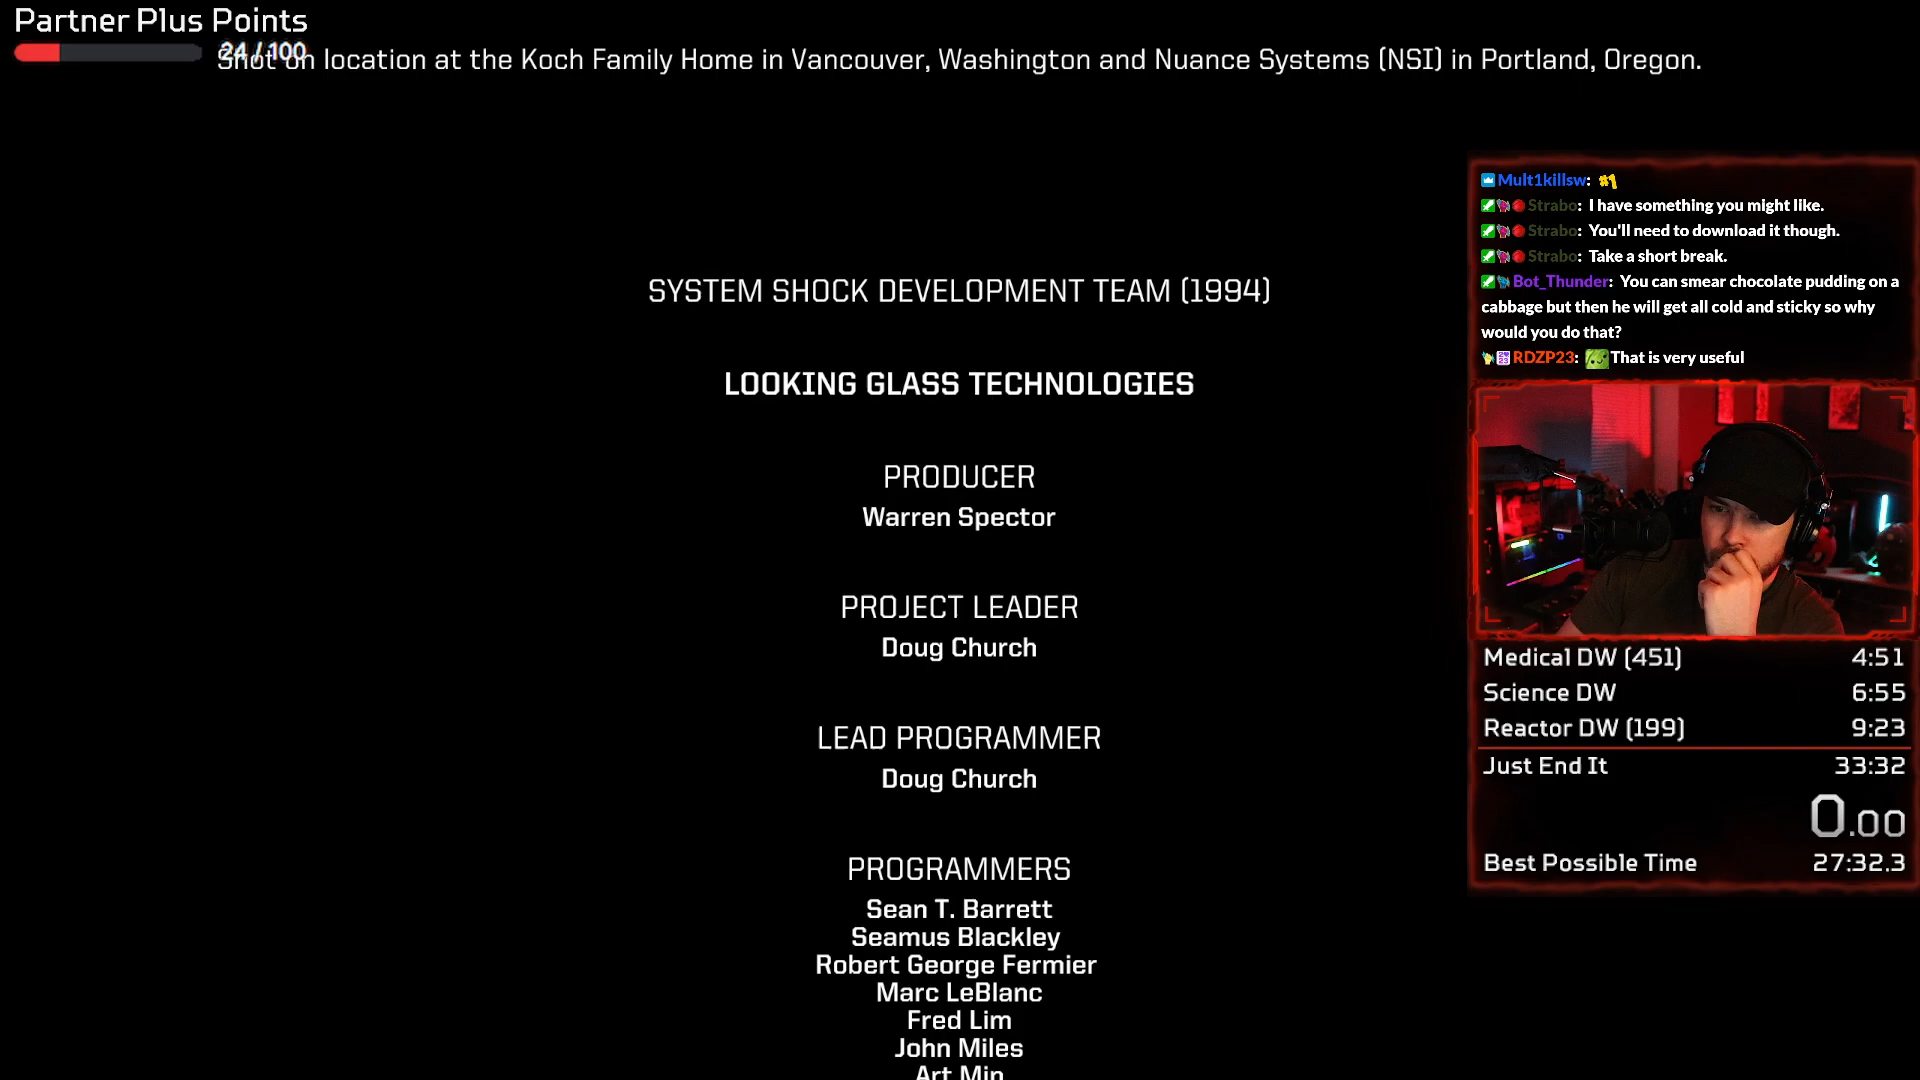 Partner Plus Points
24 / 100
Shot on location at the Koch Family Home in Vancouver, Washington and Nuance Systems (NSI) in Portland, Oregon.
SYSTEM SHOCK DEVELOPMENT TEAM (1994)
LOOKING GLASS TECHNOLOGIES
PRODUCER
Warren Spector
PROJECT LEADER
Doug Church
LEAD PROGRAMMER
Doug Church
PROGRAMMERS
Sean T. Barrett
Seamus Blackley
Robert George Fermier
Marc LeBlanc
Fred Lim
John Miles
Art Min
Mult1killsw: #1
Strabo: I have something you might like.
Strabo: You'll need to download it though.
Strabo: Take a short break.
Bot_Thunder: You can smear chocolate pudding on a
cabbage but then he will get all cold and sticky so why
would you do that?
RDZP23: That is very useful
Medical DW (451) 4:51
Science DW 6:55
Reactor DW (199) 9:23
Just End It 33:32
0.00
Best Possible Time 27:32.3